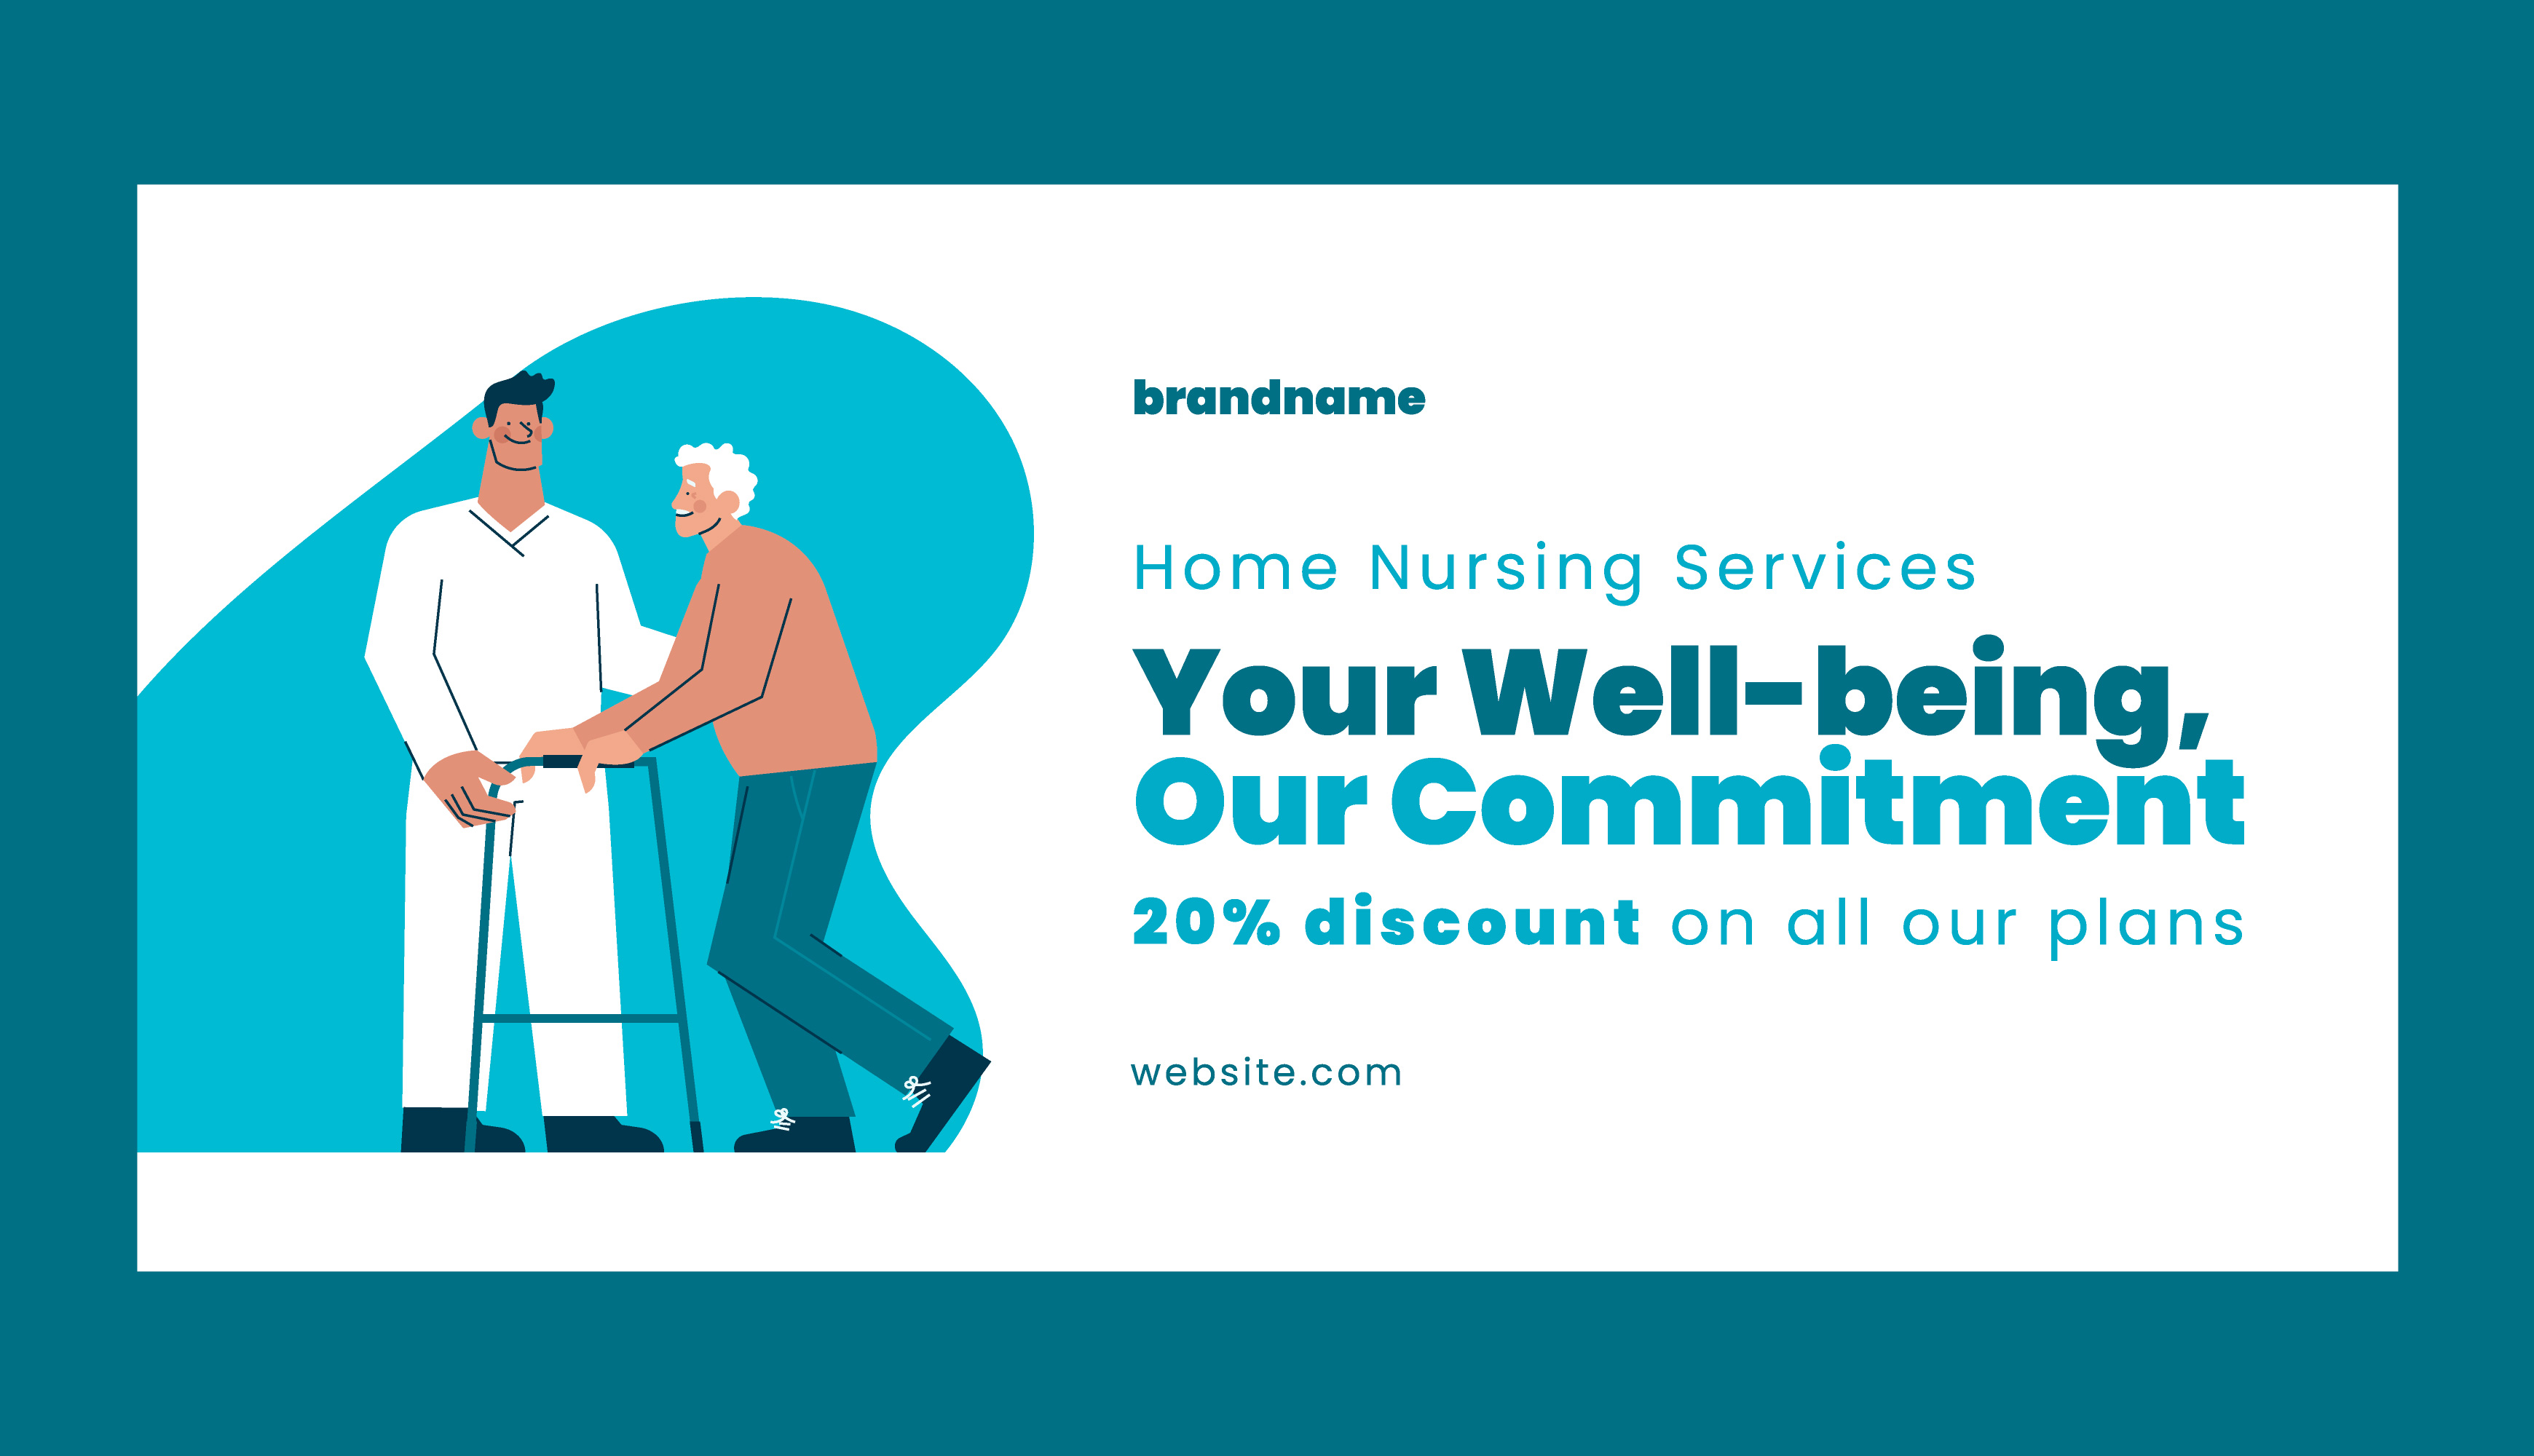 brandname
Home Nursing Services
Your Well-being,
Our Commitment
20% discount on all our plans
website.com